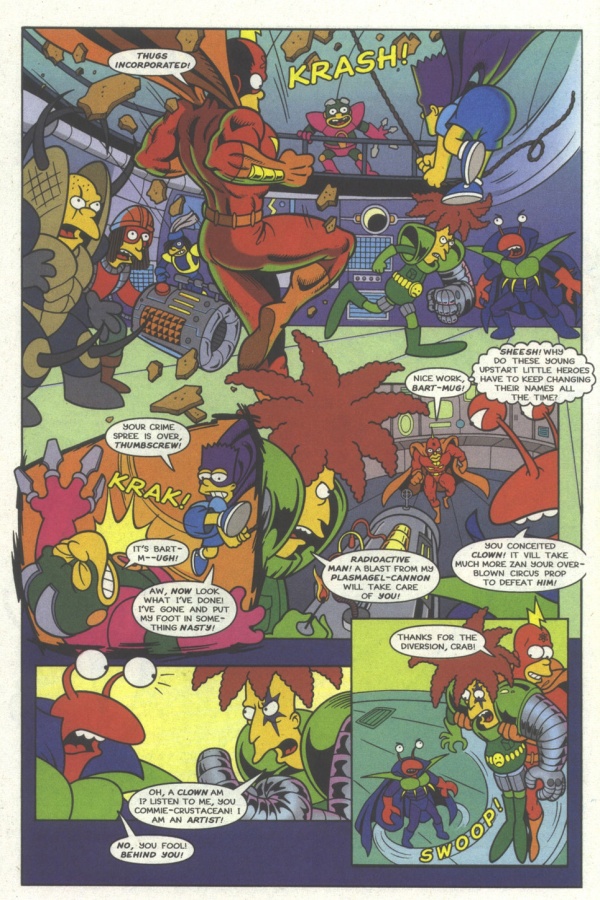 THUGS
INCORPORATED!
KRASH!
SHEESH! WHY
DO THESE YOUNG
UPSTART LITTLE HEROES
HAVE TO KEEP CHANGING
THEIR NAMES ALL
THE TIME?
NICE WORK,
BART-MUG!
YOUR CRIME
SPREE IS OVER,
THUMBSCREW!
KRAK!
IT'S BART-
M--UGH!
AW, NOW LOOK
WHAT I'VE DONE!
I'VE GONE AND PUT
MY FOOT IN SOME-
THING NASTY!
RADIOACTIVE
MAN! A BLAST FROM MY
PLASMAGEL-CANNON
WILL TAKE CARE
OF YOU!
YOU CONCEITED
CLOWN! IT VILL TAKE
MUCH MORE ZAN YOUR OVER-
BLOWN CIRCUS PROP
TO DEFEAT HIM!
OH, A CLOWN AM
I? LISTEN TO ME, YOU
COMMIE-CRUSTACEAN! I
AM AN ARTIST!
NO, YOU FOOL!
BEHIND YOU!
THANKS FOR THE
DIVERSION, CRAB!
SWOOP!